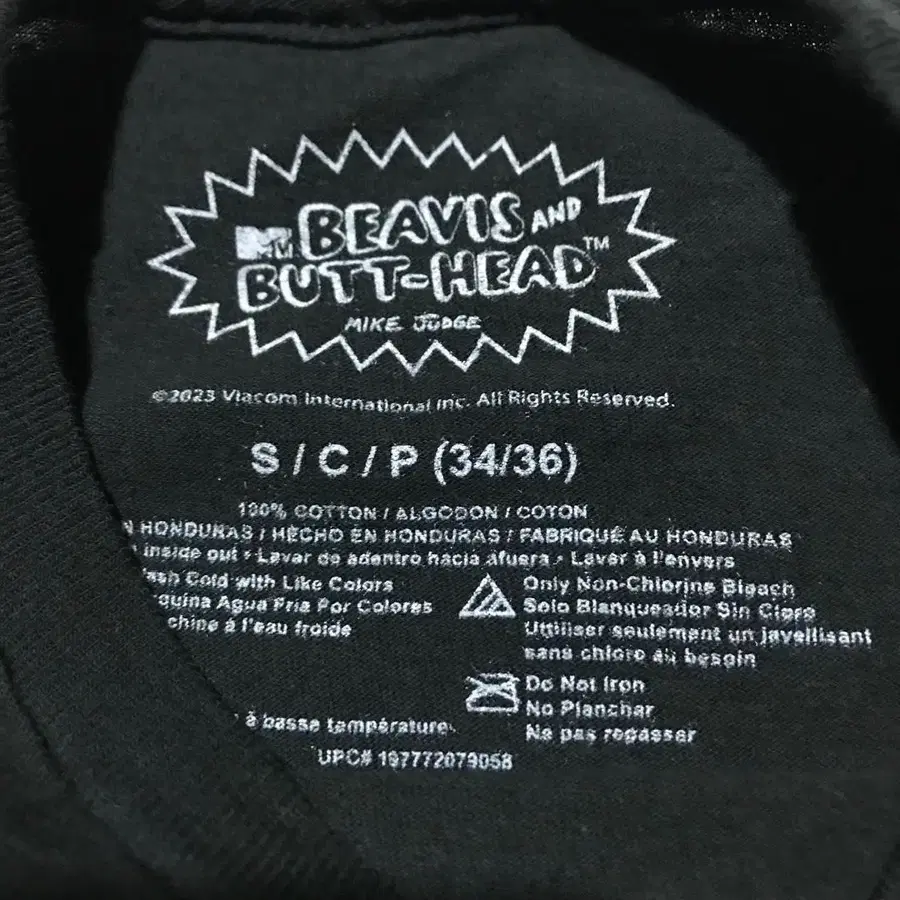 MTV BEAVIS AND
BUTT-HEAD™
MIKE JUDGE
©2023 Viacom International Inc. All Rights Reserved.
S / C / P (34/36)
100% COTTON / ALGODON / COTON
N HONDURAS / HECHO EN HONDURAS / FABRIQUÉ AU HONDURAS
inside out • Lavar de adentro hacia afuera • Laver à l'envers
ash Cold with Like Colors
quina Agua Fria Por Colores
chine à l'eau froide
Only Non-Chlorine Bleach
Solo Blanqueador Sin Cloro
Utiliser seulement un javellisant
sans chlore au besoin
Do Not Iron
No Planchar
Ne pas repasser
à basse température
UPC# 197772079058